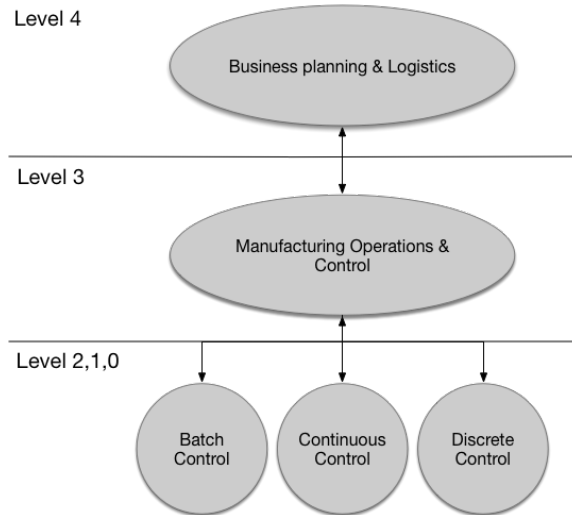 Level 4
Business planning & Logistics
Level 3
Manufacturing Operations &
Control
Level 2,1,0
Batch
Control
Continuous
Control
Discrete
Control